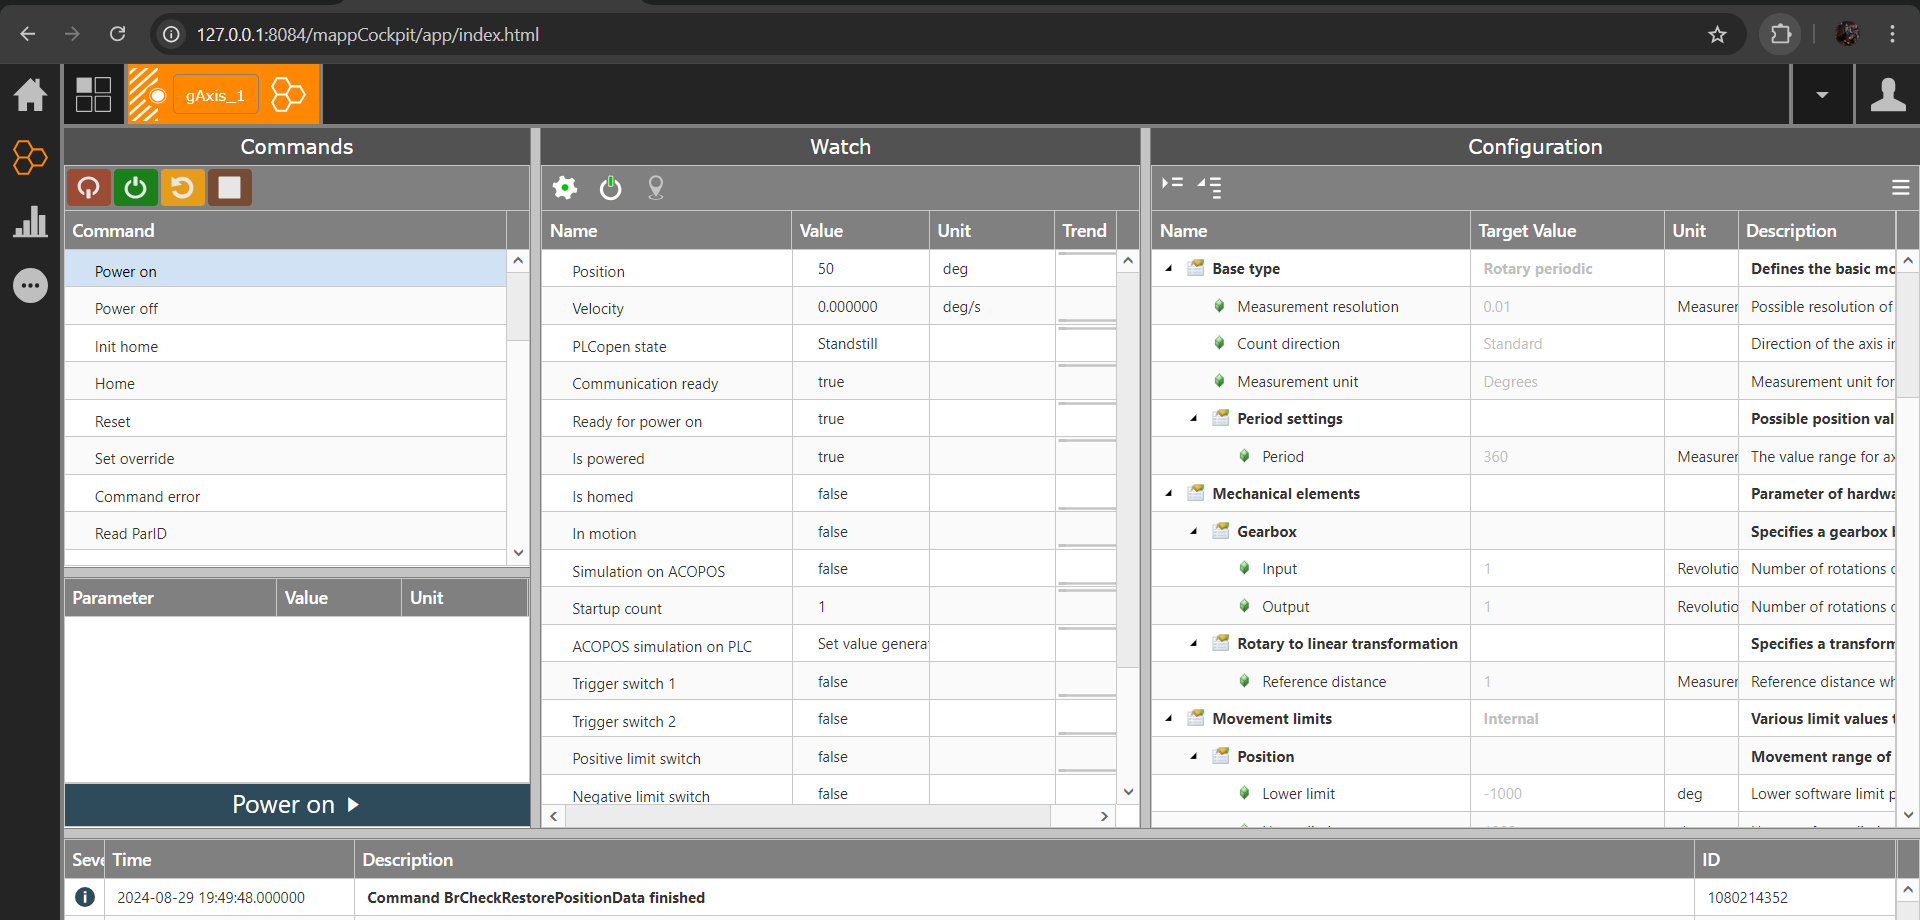 127.0.0.1:8084/mappCockpit/app/index.html
gAxis_1
Commands
Command
Power on
Power off
Init home
Home
Reset
Set override
Command error
Read ParID
Parameter Value Unit
Power on
Watch
Name Value Unit Trend
Position 50 deg
Velocity 0.000000 deg/s
PLCopen state Standstill
Communication ready true
Ready for power on true
Is powered true
Is homed false
In motion false
Simulation on ACOPOS false
Startup count 1
ACOPOS simulation on PLC Set value genera
Trigger switch 1 false
Trigger switch 2 false
Positive limit switch false
Negative limit switch false
Configuration
Name Target Value Unit Description
Base type Rotary periodic Defines the basic mo
Measurement resolution 0.01 Measurer Possible resolution of
Count direction Standard Direction of the axis i
Measurement unit Degrees Measurement unit for
Period settings Possible position val
Period 360 Measurer The value range for ax
Mechanical elements Parameter of hardwa
Gearbox Specifies a gearbox
Input 1 Revolutio Number of rotations
Output 1 Revolutio Number of rotations
Rotary to linear transformation Specifies a transform
Reference distance 1 Measurer Reference distance wh
Movement limits Internal Various limit values
Position Movement range of
Lower limit -1000 deg Lower software limit p
Seve Time Description ID
2024-08-29 19:49:48.000000 Command BrCheckRestorePositionData finished 1080214352